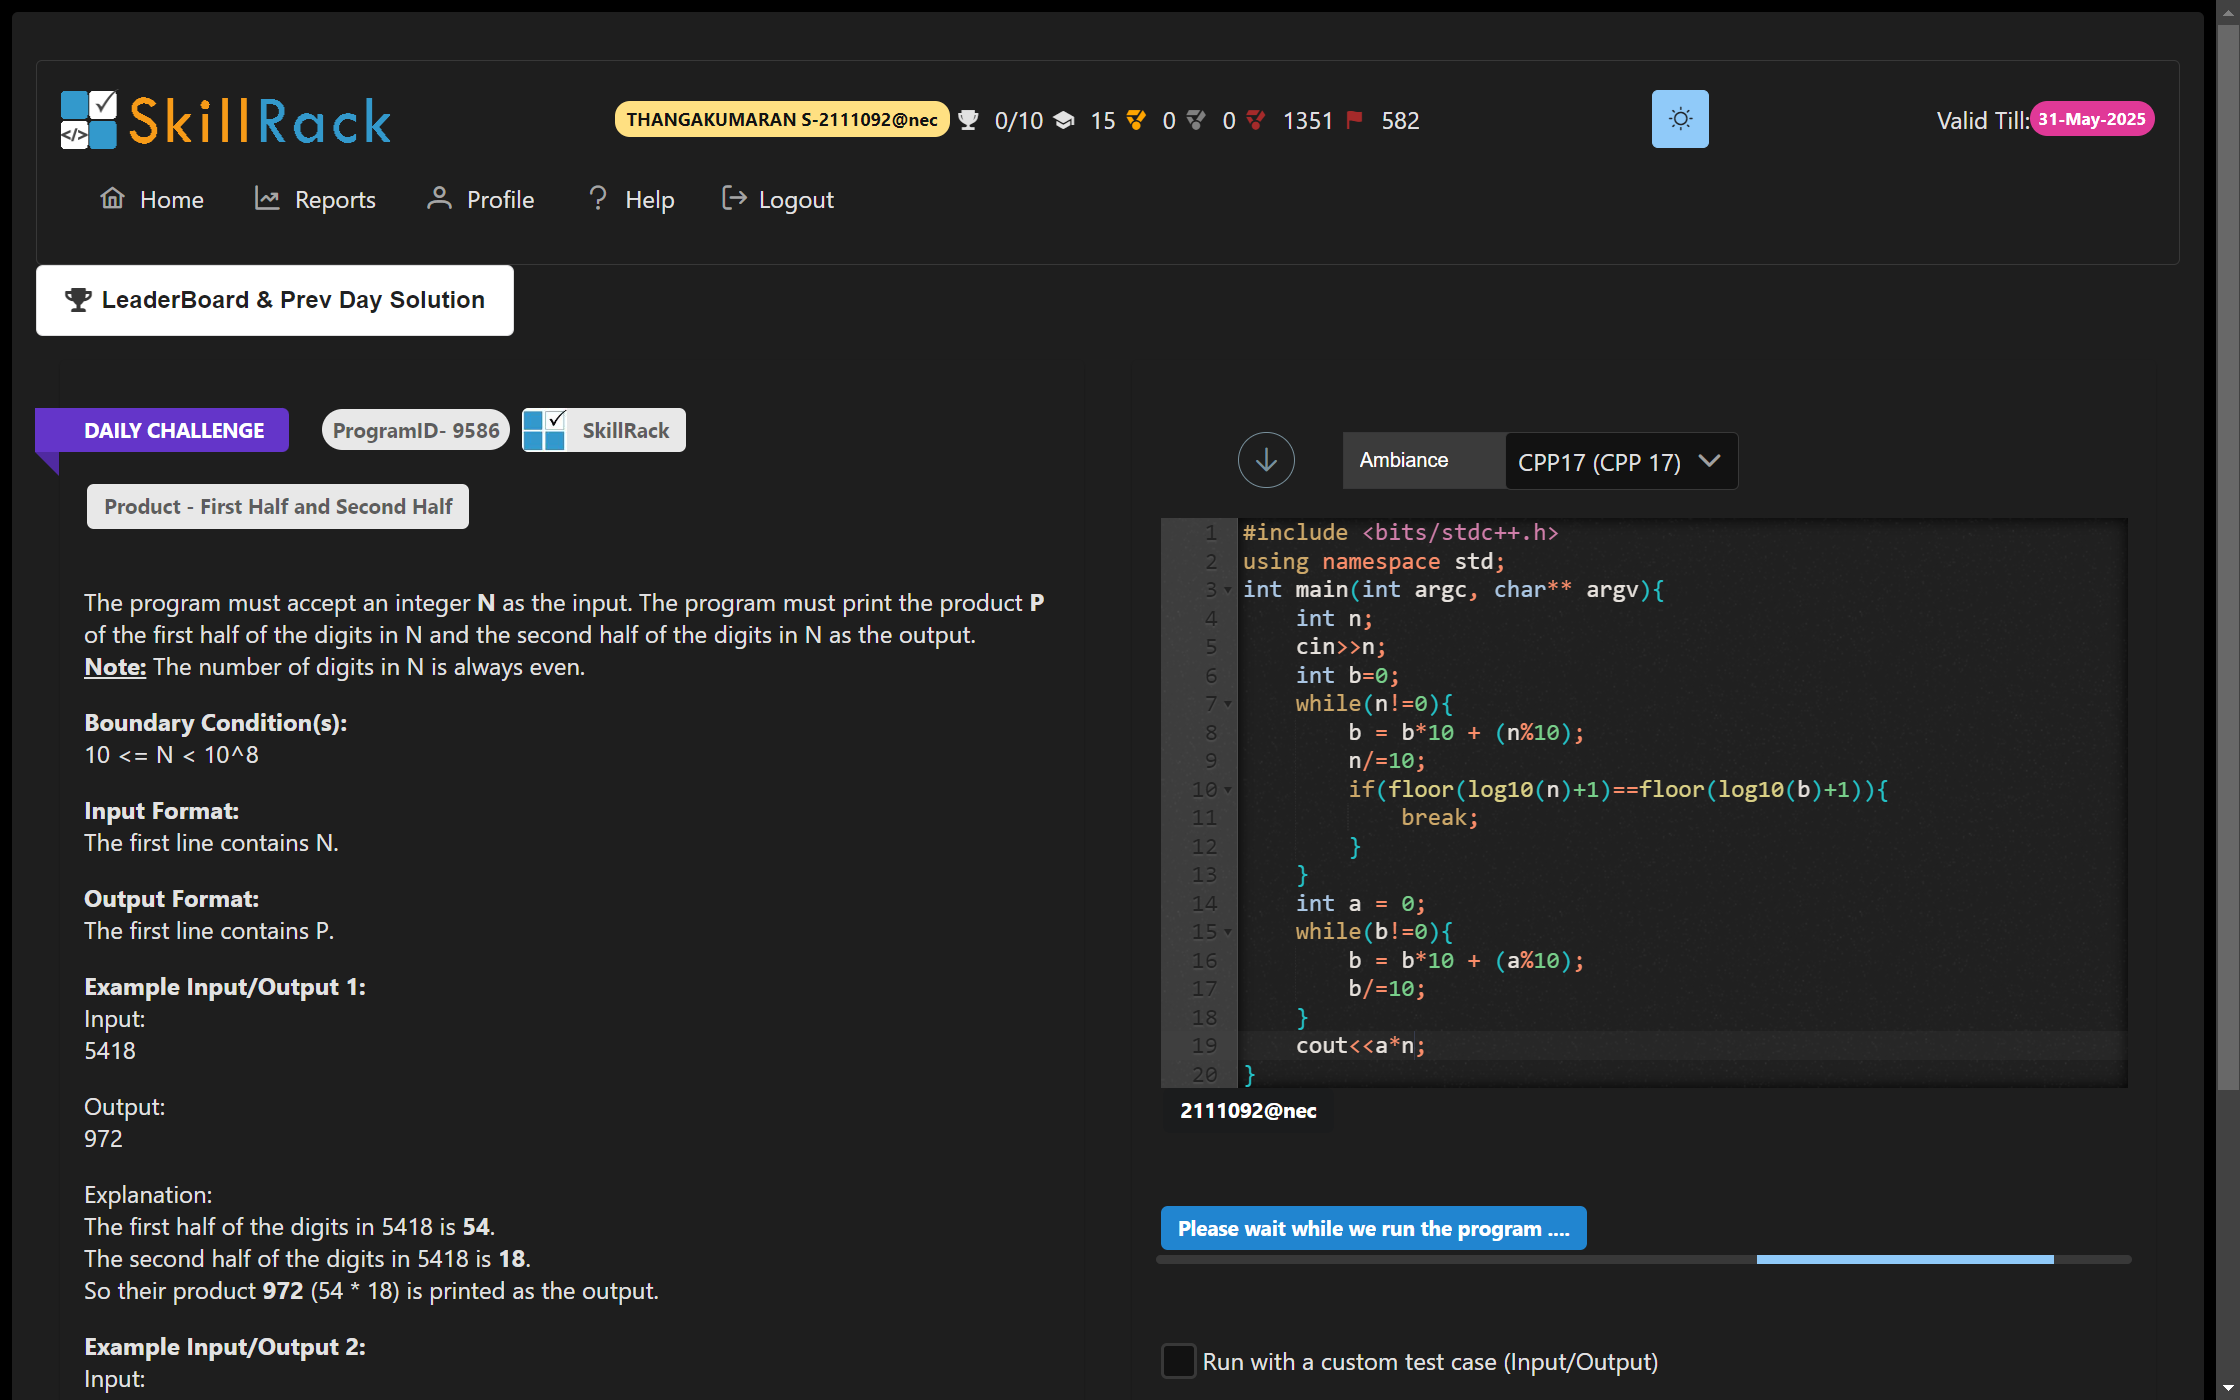 SkillRack
THANGAKUMARAN S-2111092@nec 0/10 15 0 0 1351 582
Valid Till: 31-May-2025
Home Reports Profile Help Logout
LeaderBoard & Prev Day Solution
DAILY CHALLENGE ProgramID- 9586 SkillRack
Product - First Half and Second Half
The program must accept an integer N as the input. The program must print the product P
of the first half of the digits in N and the second half of the digits in N as the output.
Note: The number of digits in N is always even.
Boundary Condition(s):
10 <= N < 10^8
Input Format:
The first line contains N.
Output Format:
The first line contains P.
Example Input/Output 1:
Input:
5418
Output:
972
Explanation:
The first half of the digits in 5418 is 54.
The second half of the digits in 5418 is 18.
So their product 972 (54 * 18) is printed as the output.
Example Input/Output 2:
Input:
Ambiance CPP17 (CPP 17)
1 #include <bits/stdc++.h>
2 using namespace std;
3 int main(int argc, char** argv){
4     int n;
5     cin>>n;
6     int b=0;
7     while(n!=0){
8         b = b*10 + (n%10);
9         n/=10;
10         if(floor(log10(n)+1)==floor(log10(b)+1)){
11             break;
12         }
13     }
14     int a = 0;
15     while(b!=0){
16         b = b*10 + (a%10);
17         b/=10;
18     }
19     cout<<a*n;
20 }
2111092@nec
Please wait while we run the program ....
Run with a custom test case (Input/Output)